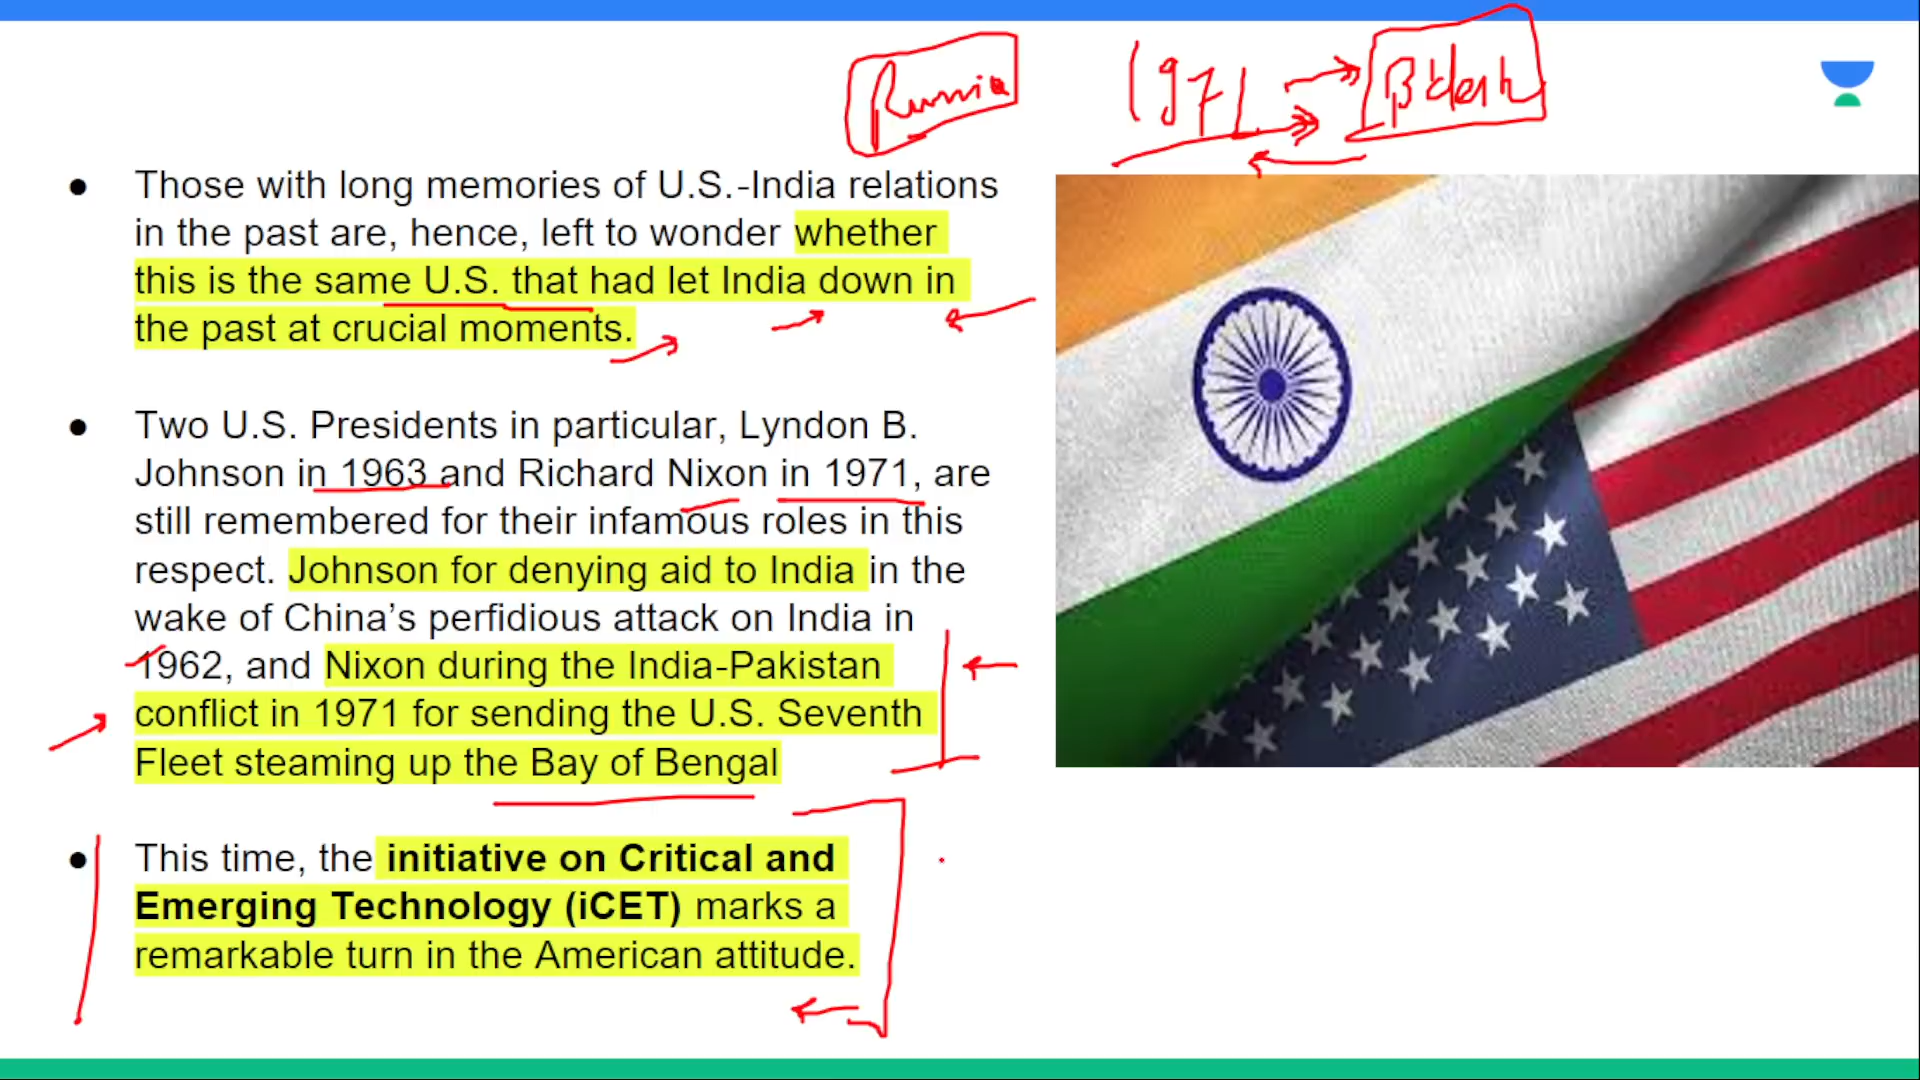 Russia
1971
B'desh
Those with long memories of U.S.-India relations
in the past are, hence, left to wonder whether
this is the same U.S. that had let India down in
the past at crucial moments.
Two U.S. Presidents in particular, Lyndon B.
Johnson in 1963 and Richard Nixon in 1971, are
still remembered for their infamous roles in this
respect. Johnson for denying aid to India in the
wake of China’s perfidious attack on India in
1962, and Nixon during the India-Pakistan
conflict in 1971 for sending the U.S. Seventh
Fleet steaming up the Bay of Bengal
This time, the initiative on Critical and
Emerging Technology (iCET) marks a
remarkable turn in the American attitude.